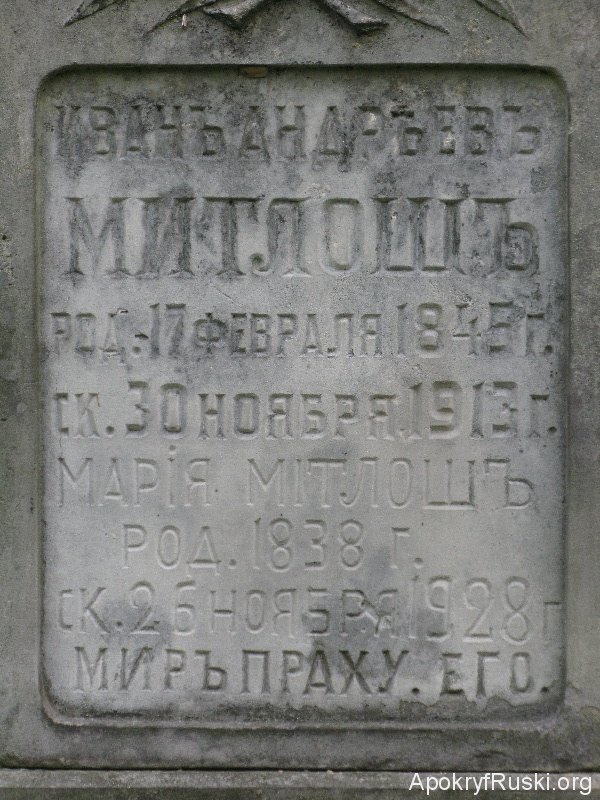 ИВАНЪ АНДРѢЕВЪ
МИТЛОШЪ
РОД. 17 ФЕВРАЛЯ 1845 г.
СК. 30 НОЯБРЯ 1913 г.
МАРІЯ МІТЛОШЪ
РОД. 1838 г.
СК. 26 НОЯБРЯ 1928 г
МИРЪ ПРАХУ. ЕГО.
ApokryfRuski.org